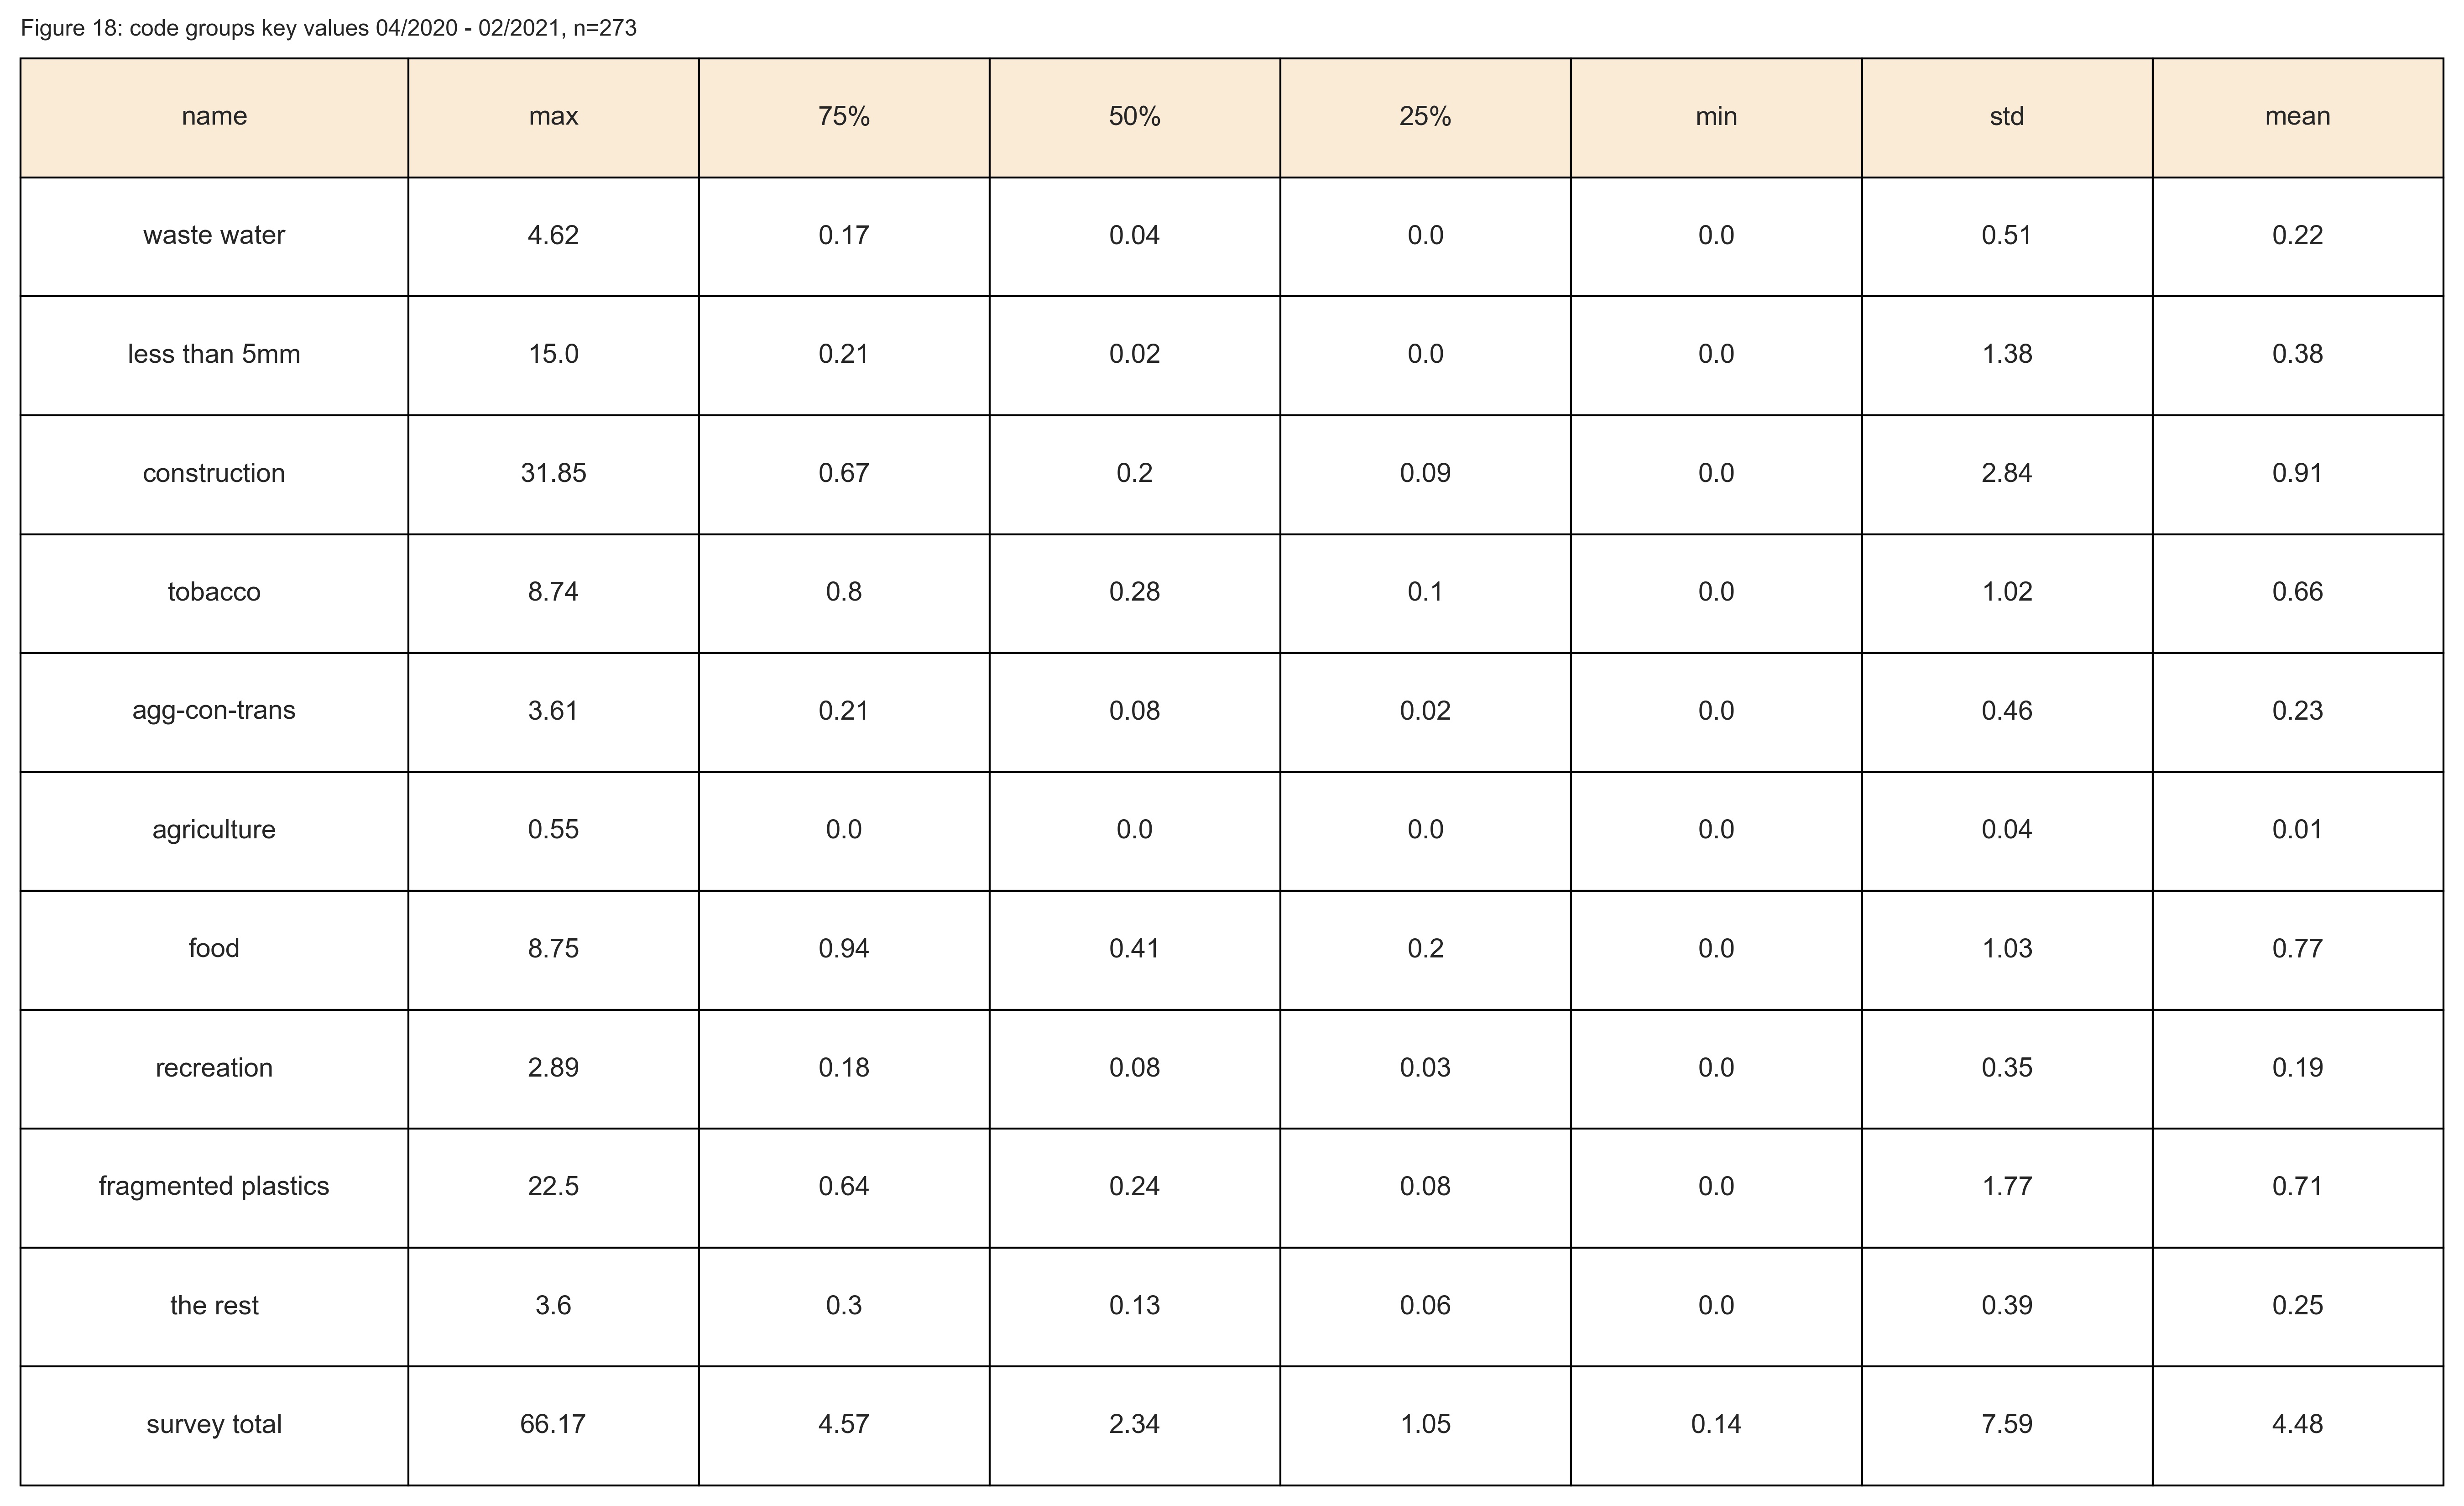 Figure 18: code groups key values 04/2020 - 02/2021, n=273
name max 75% 50% 25% min std mean
waste water 4.62 0.17 0.04 0.0 0.0 0.51 0.22
less than 5mm 15.0 0.21 0.02 0.0 0.0 1.38 0.38
construction 31.85 0.67 0.2 0.09 0.0 2.84 0.91
tobacco 8.74 0.8 0.28 0.1 0.0 1.02 0.66
agg-con-trans 3.61 0.21 0.08 0.02 0.0 0.46 0.23
agriculture 0.55 0.0 0.0 0.0 0.0 0.04 0.01
food 8.75 0.94 0.41 0.2 0.0 1.03 0.77
recreation 2.89 0.18 0.08 0.03 0.0 0.35 0.19
fragmented plastics 22.5 0.64 0.24 0.08 0.0 1.77 0.71
the rest 3.6 0.3 0.13 0.06 0.0 0.39 0.25
survey total 66.17 4.57 2.34 1.05 0.14 7.59 4.48